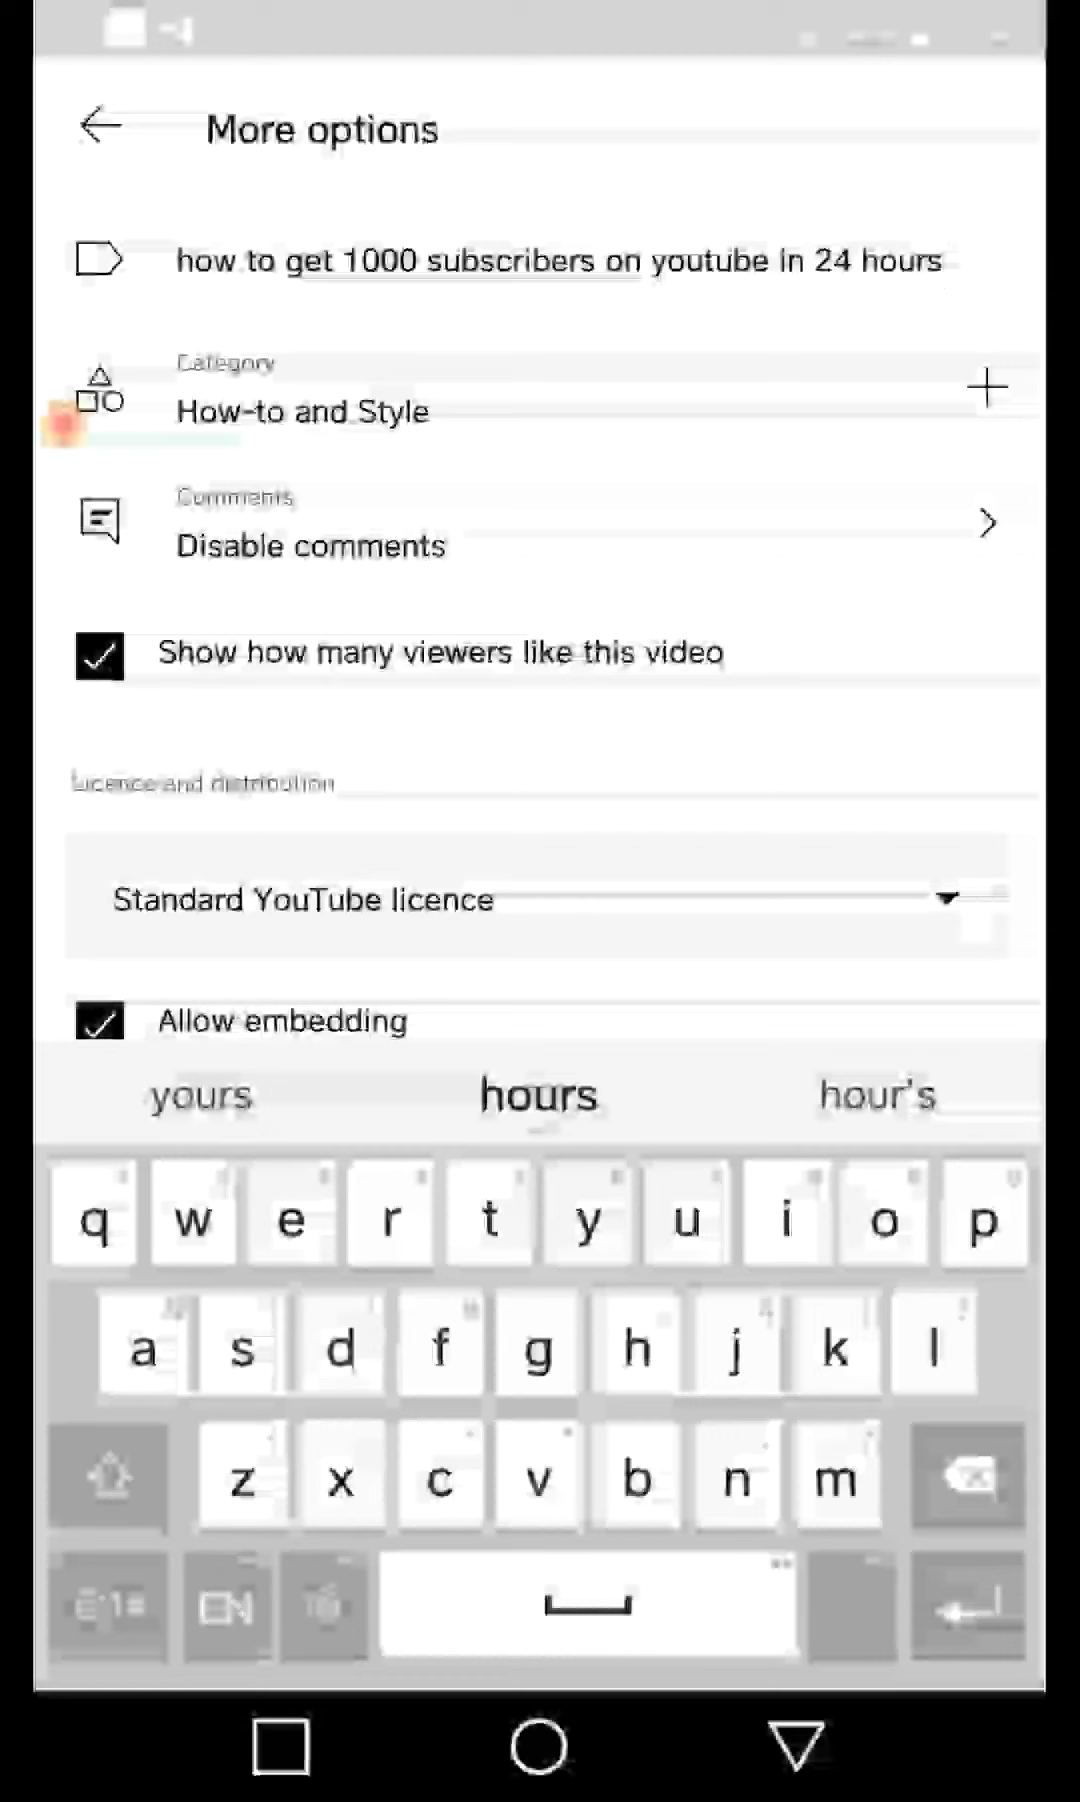 More options
how to get 1000 subscribers on youtube in 24 hours
Category
How-to and Style
Comments
Disable comments
Show how many viewers like this video
Licence and distribution
Standard YouTube licence
Allow embedding
yours hours hour's
q w e r t y u i o p
a s d f g h j k l
z x c v b n m
EN